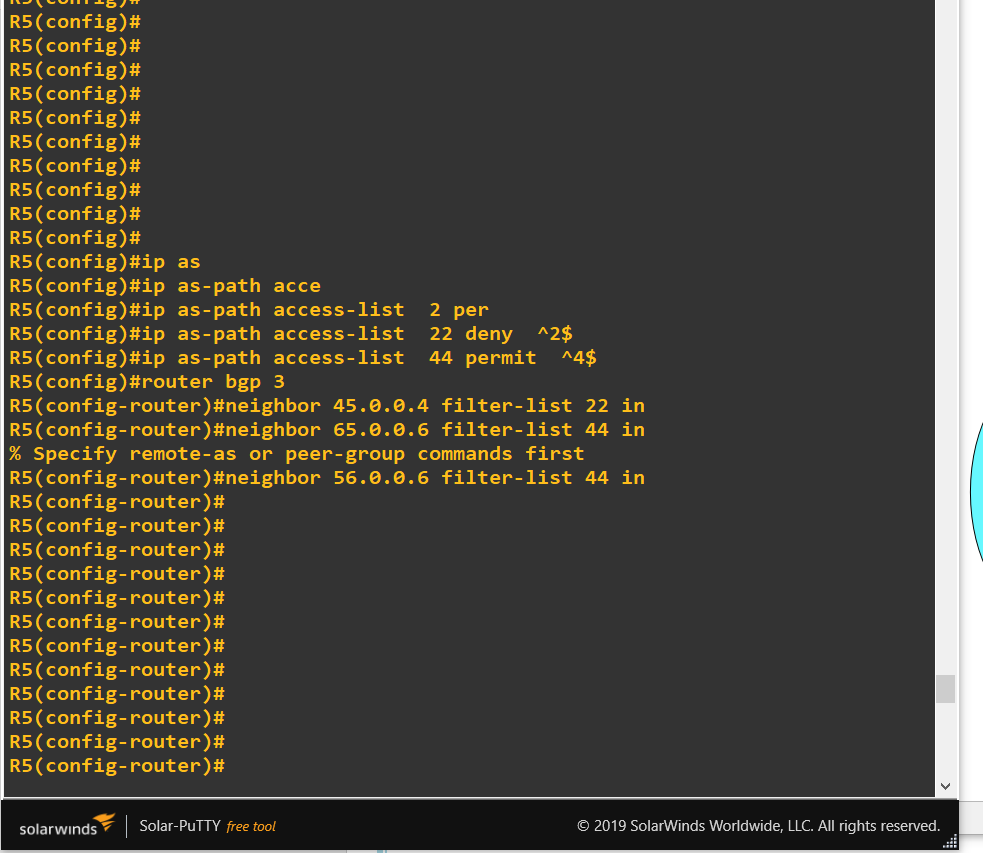 R5(config)#
R5(config)#
R5(config)#
R5(config)#
R5(config)#
R5(config)#
R5(config)#
R5(config)#
R5(config)#
R5(config)#
R5(config)#
R5(config)#ip as
R5(config)#ip as-path acce
R5(config)#ip as-path access-list  2 per
R5(config)#ip as-path access-list  22 deny  ^2$
R5(config)#ip as-path access-list  44 permit  ^4$
R5(config)#router bgp 3
R5(config-router)#neighbor 45.0.0.4 filter-list 22 in
R5(config-router)#neighbor 65.0.0.6 filter-list 44 in
% Specify remote-as or peer-group commands first
R5(config-router)#neighbor 56.0.0.6 filter-list 44 in
R5(config-router)#
R5(config-router)#
R5(config-router)#
R5(config-router)#
R5(config-router)#
R5(config-router)#
R5(config-router)#
R5(config-router)#
R5(config-router)#
R5(config-router)#
R5(config-router)#
R5(config-router)#
solarwinds Solar-PuTTY free tool © 2019 SolarWinds Worldwide, LLC. All rights reserved.